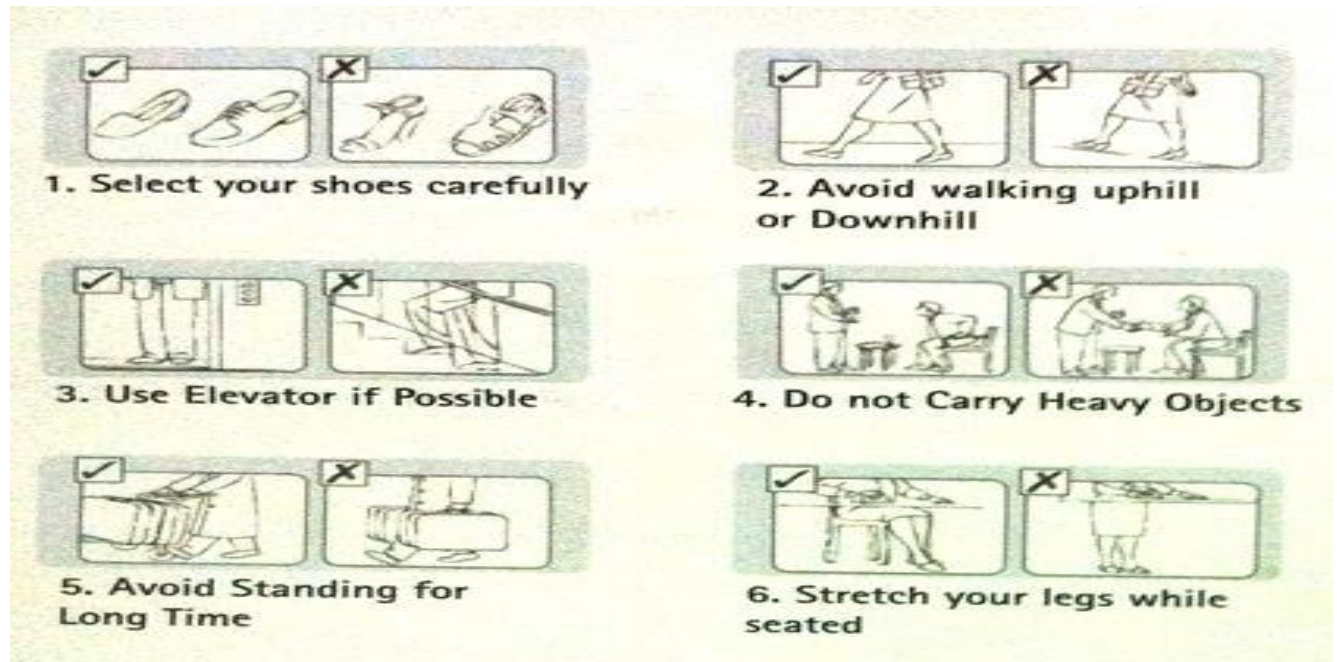 1. Select your shoes carefully
2. Avoid walking uphill
or Downhill
3. Use Elevator if Possible
4. Do not Carry Heavy Objects
5. Avoid Standing for
Long Time
6. Stretch your legs while
seated